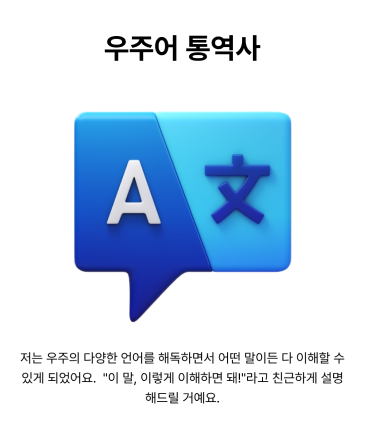 우주어 통역사
A 文
저는 우주의 다양한 언어를 해독하면서 어떤 말이든 다 이해할 수
있게 되었어요. "이 말, 이렇게 이해하면 돼!"라고 친근하게 설명
해드릴 거예요.